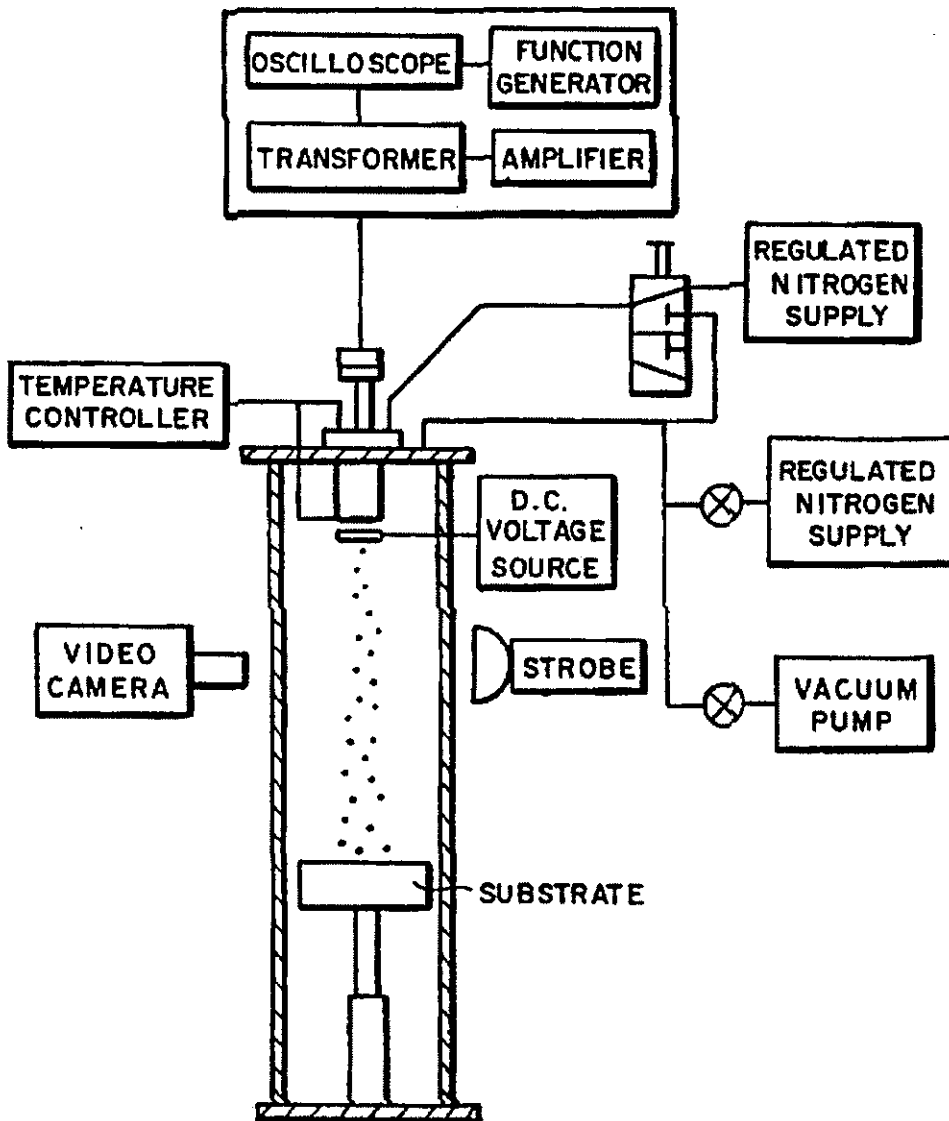 OSCILLOSCOPE
FUNCTION
GENERATOR
TRANSFORMER
AMPLIFIER
REGULATED
NITROGEN
SUPPLY
TEMPERATURE
CONTROLLER
D.C.
VOLTAGE
SOURCE
REGULATED
NITROGEN
SUPPLY
VIDEO
CAMERA
STROBE
VACUUM
PUMP
SUBSTRATE